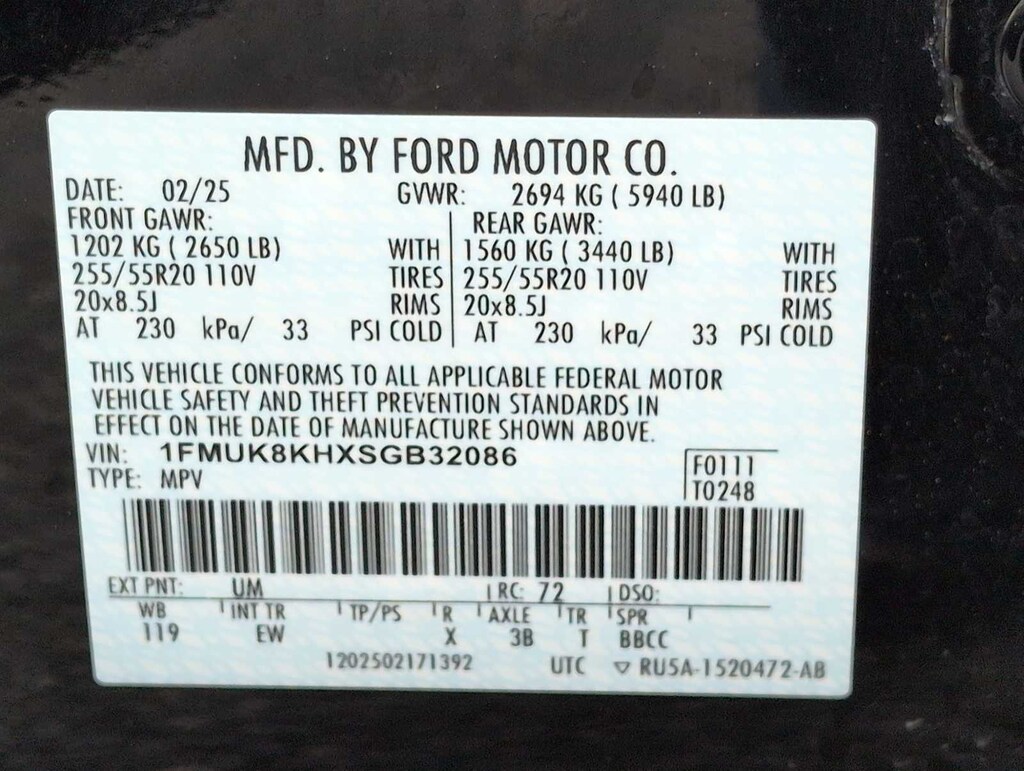 MFD. BY FORD MOTOR CO.
DATE: 02/25 GVWR: 2694 KG ( 5940 LB)
FRONT GAWR: REAR GAWR:
1202 KG ( 2650 LB) WITH 1560 KG ( 3440 LB) WITH
255/55R20 110V TIRES 255/55R20 110V TIRES
20x8.5J RIMS 20x8.5J RIMS
AT 230 kPa/ 33 PSI COLD AT 230 kPa/ 33 PSI COLD
THIS VEHICLE CONFORMS TO ALL APPLICABLE FEDERAL MOTOR
VEHICLE SAFETY AND THEFT PREVENTION STANDARDS IN
EFFECT ON THE DATE OF MANUFACTURE SHOWN ABOVE.
VIN: 1FMUK8KHXSGB32086
F0111
TYPE: MPV
T0248
EXT PNT: UM RC: 72 DSO:
WB INT TR TP/PS R AXLE TR SPR
119 EW X 3B T BBCC
1202502171392 UTC ▽ RU5A-1520472-AB